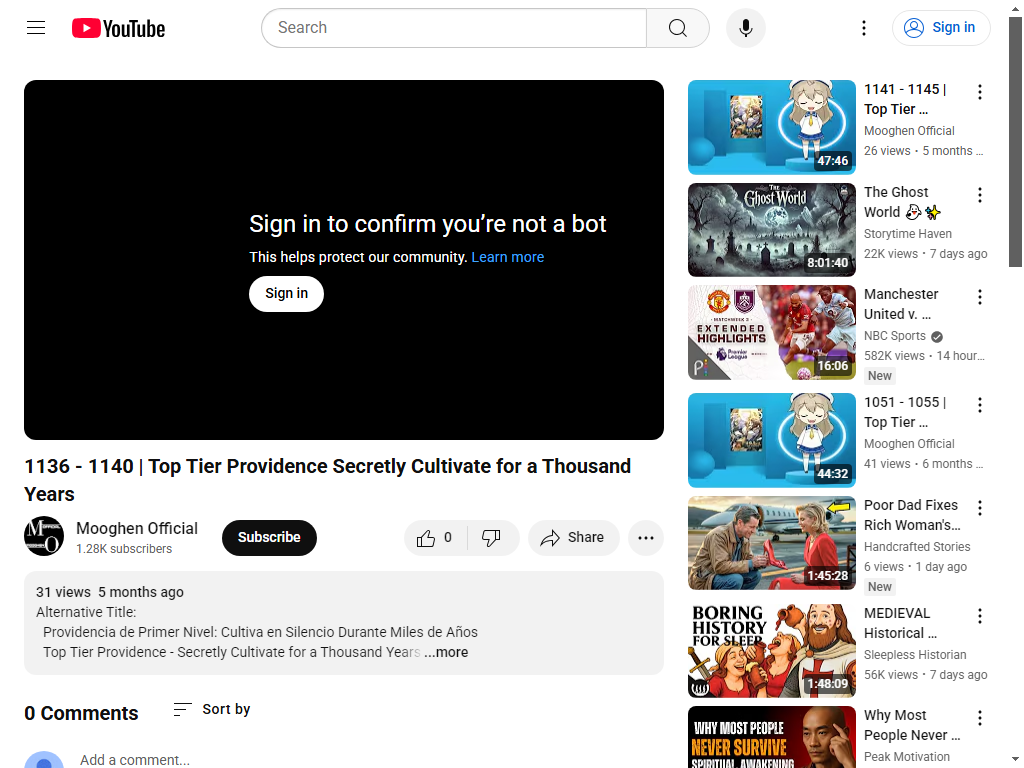 YouTube
Search
Sign in
Sign in to confirm you're not a bot
This helps protect our community. Learn more
Sign in
1136 - 1140 | Top Tier Providence Secretly Cultivate for a Thousand
Years
Mooghen Official
1.28K subscribers
Subscribe
0
Share
31 views 5 months ago
Alternative Title:
Providencia de Primer Nivel: Cultiva en Silencio Durante Miles de Años
Top Tier Providence - Secretly Cultivate for a Thousand Years ...more
0 Comments
Sort by
Add a comment...
47:46
1141 - 1145 |
Top Tier ...
Mooghen Official
26 views • 5 months ...
The
Ghost World
8:01:40
The Ghost
World 👻✨
Storytime Haven
22K views • 7 days ago
MATCHWEEK 3
EXTENDED
HIGHLIGHTS
Premier
League
16:06
Manchester
United v. ...
NBC Sports
582K views • 14 hour...
New
44:32
1051 - 1055 |
Top Tier ...
Mooghen Official
41 views • 6 months ...
1:45:28
Poor Dad Fixes
Rich Woman's...
Handcrafted Stories
6 views • 1 day ago
New
BORING
HISTORY
FOR SLEEP
1:48:09
MEDIEVAL
Historical ...
Sleepless Historian
56K views • 7 days ago
WHY MOST PEOPLE
NEVER SURVIVE
SPIRITUAL AWAKENING
Why Most
People Never ...
Peak Motivation